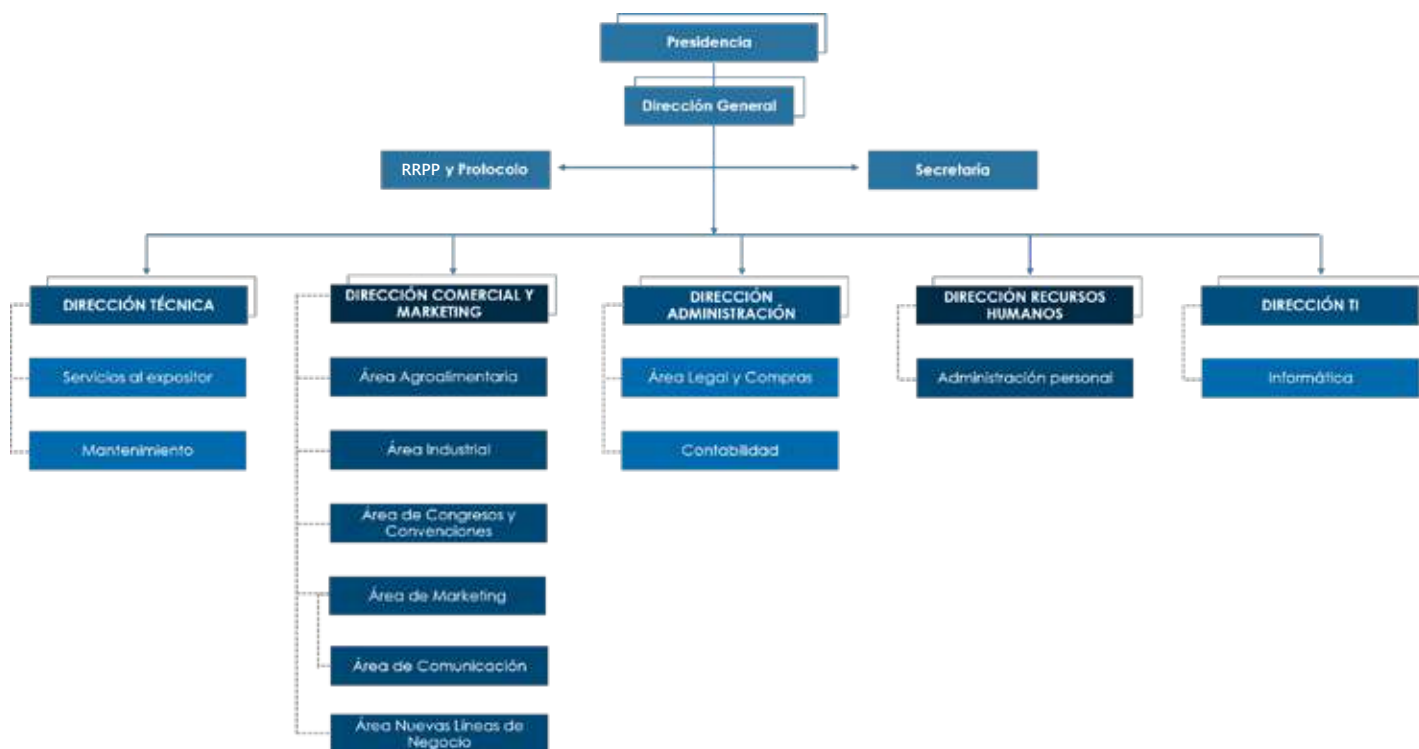 Presidencia
Dirección General
RRPP y Protocolo
Secretaría
DIRECCIÓN TÉCNICA
Servicios al expositor
Mantenimiento
DIRECCIÓN COMERCIAL Y
MARKETING
Área Agroalimentaria
Área Industrial
Área de Congresos y
Convenciones
Área de Marketing
Área de Comunicación
Área Nuevas Líneas de
Negocio
DIRECCIÓN
ADMINISTRACIÓN
Área Legal y Compras
Contabilidad
DIRECCIÓN RECURSOS
HUMANOS
Administración personal
DIRECCIÓN TI
Informática